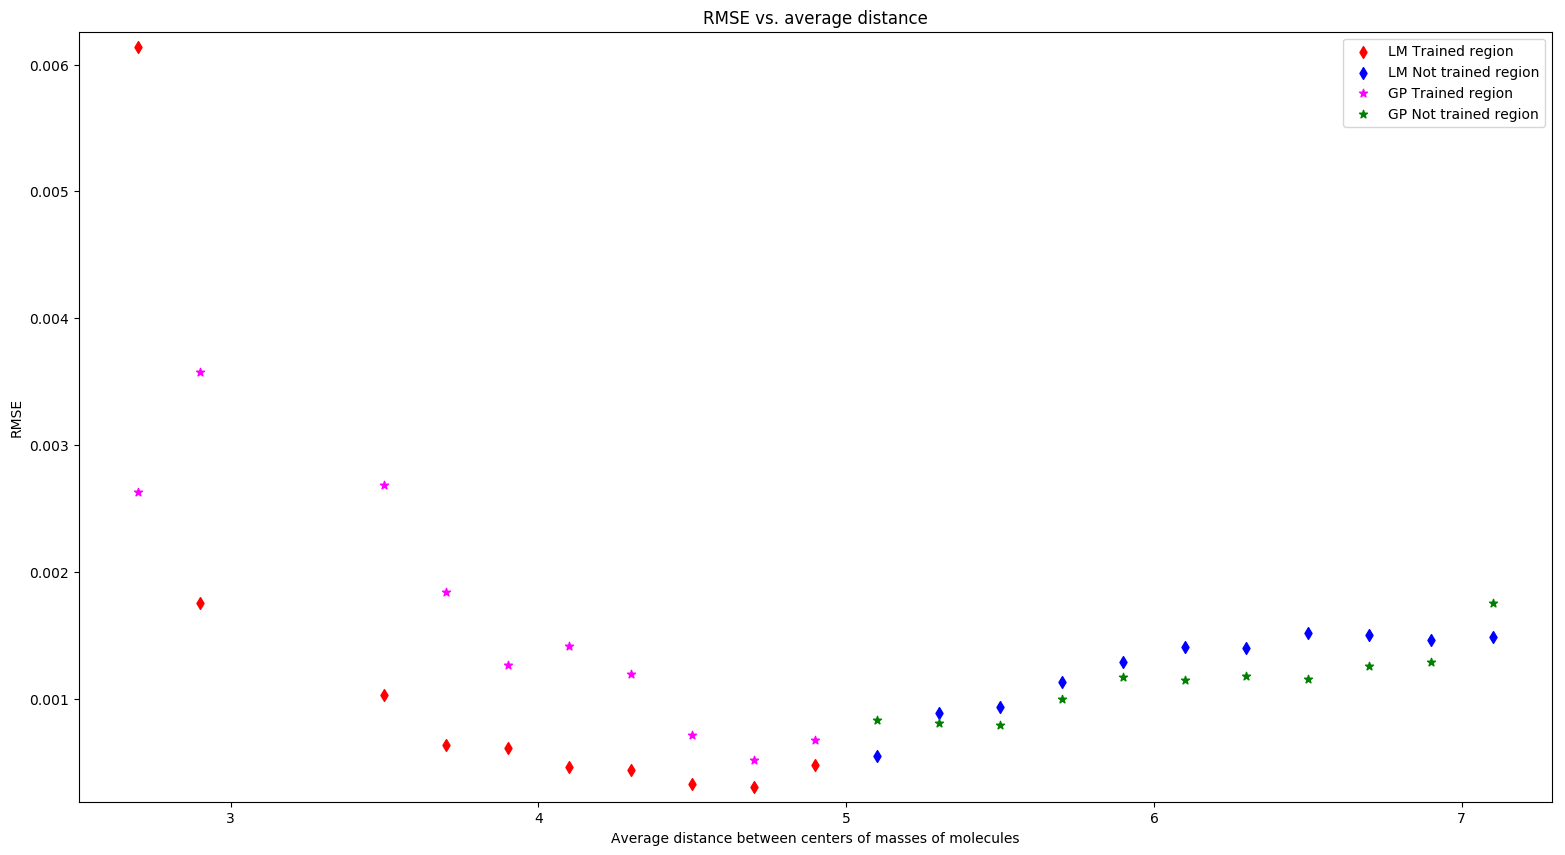 RMSE vs. average distance
LM Trained region
LM Not trained region
GP Trained region
GP Not trained region
0.006
0.005
0.004
0.003
0.002
0.001
RMSE
3
4
5
6
7
Average distance between centers of masses of molecules